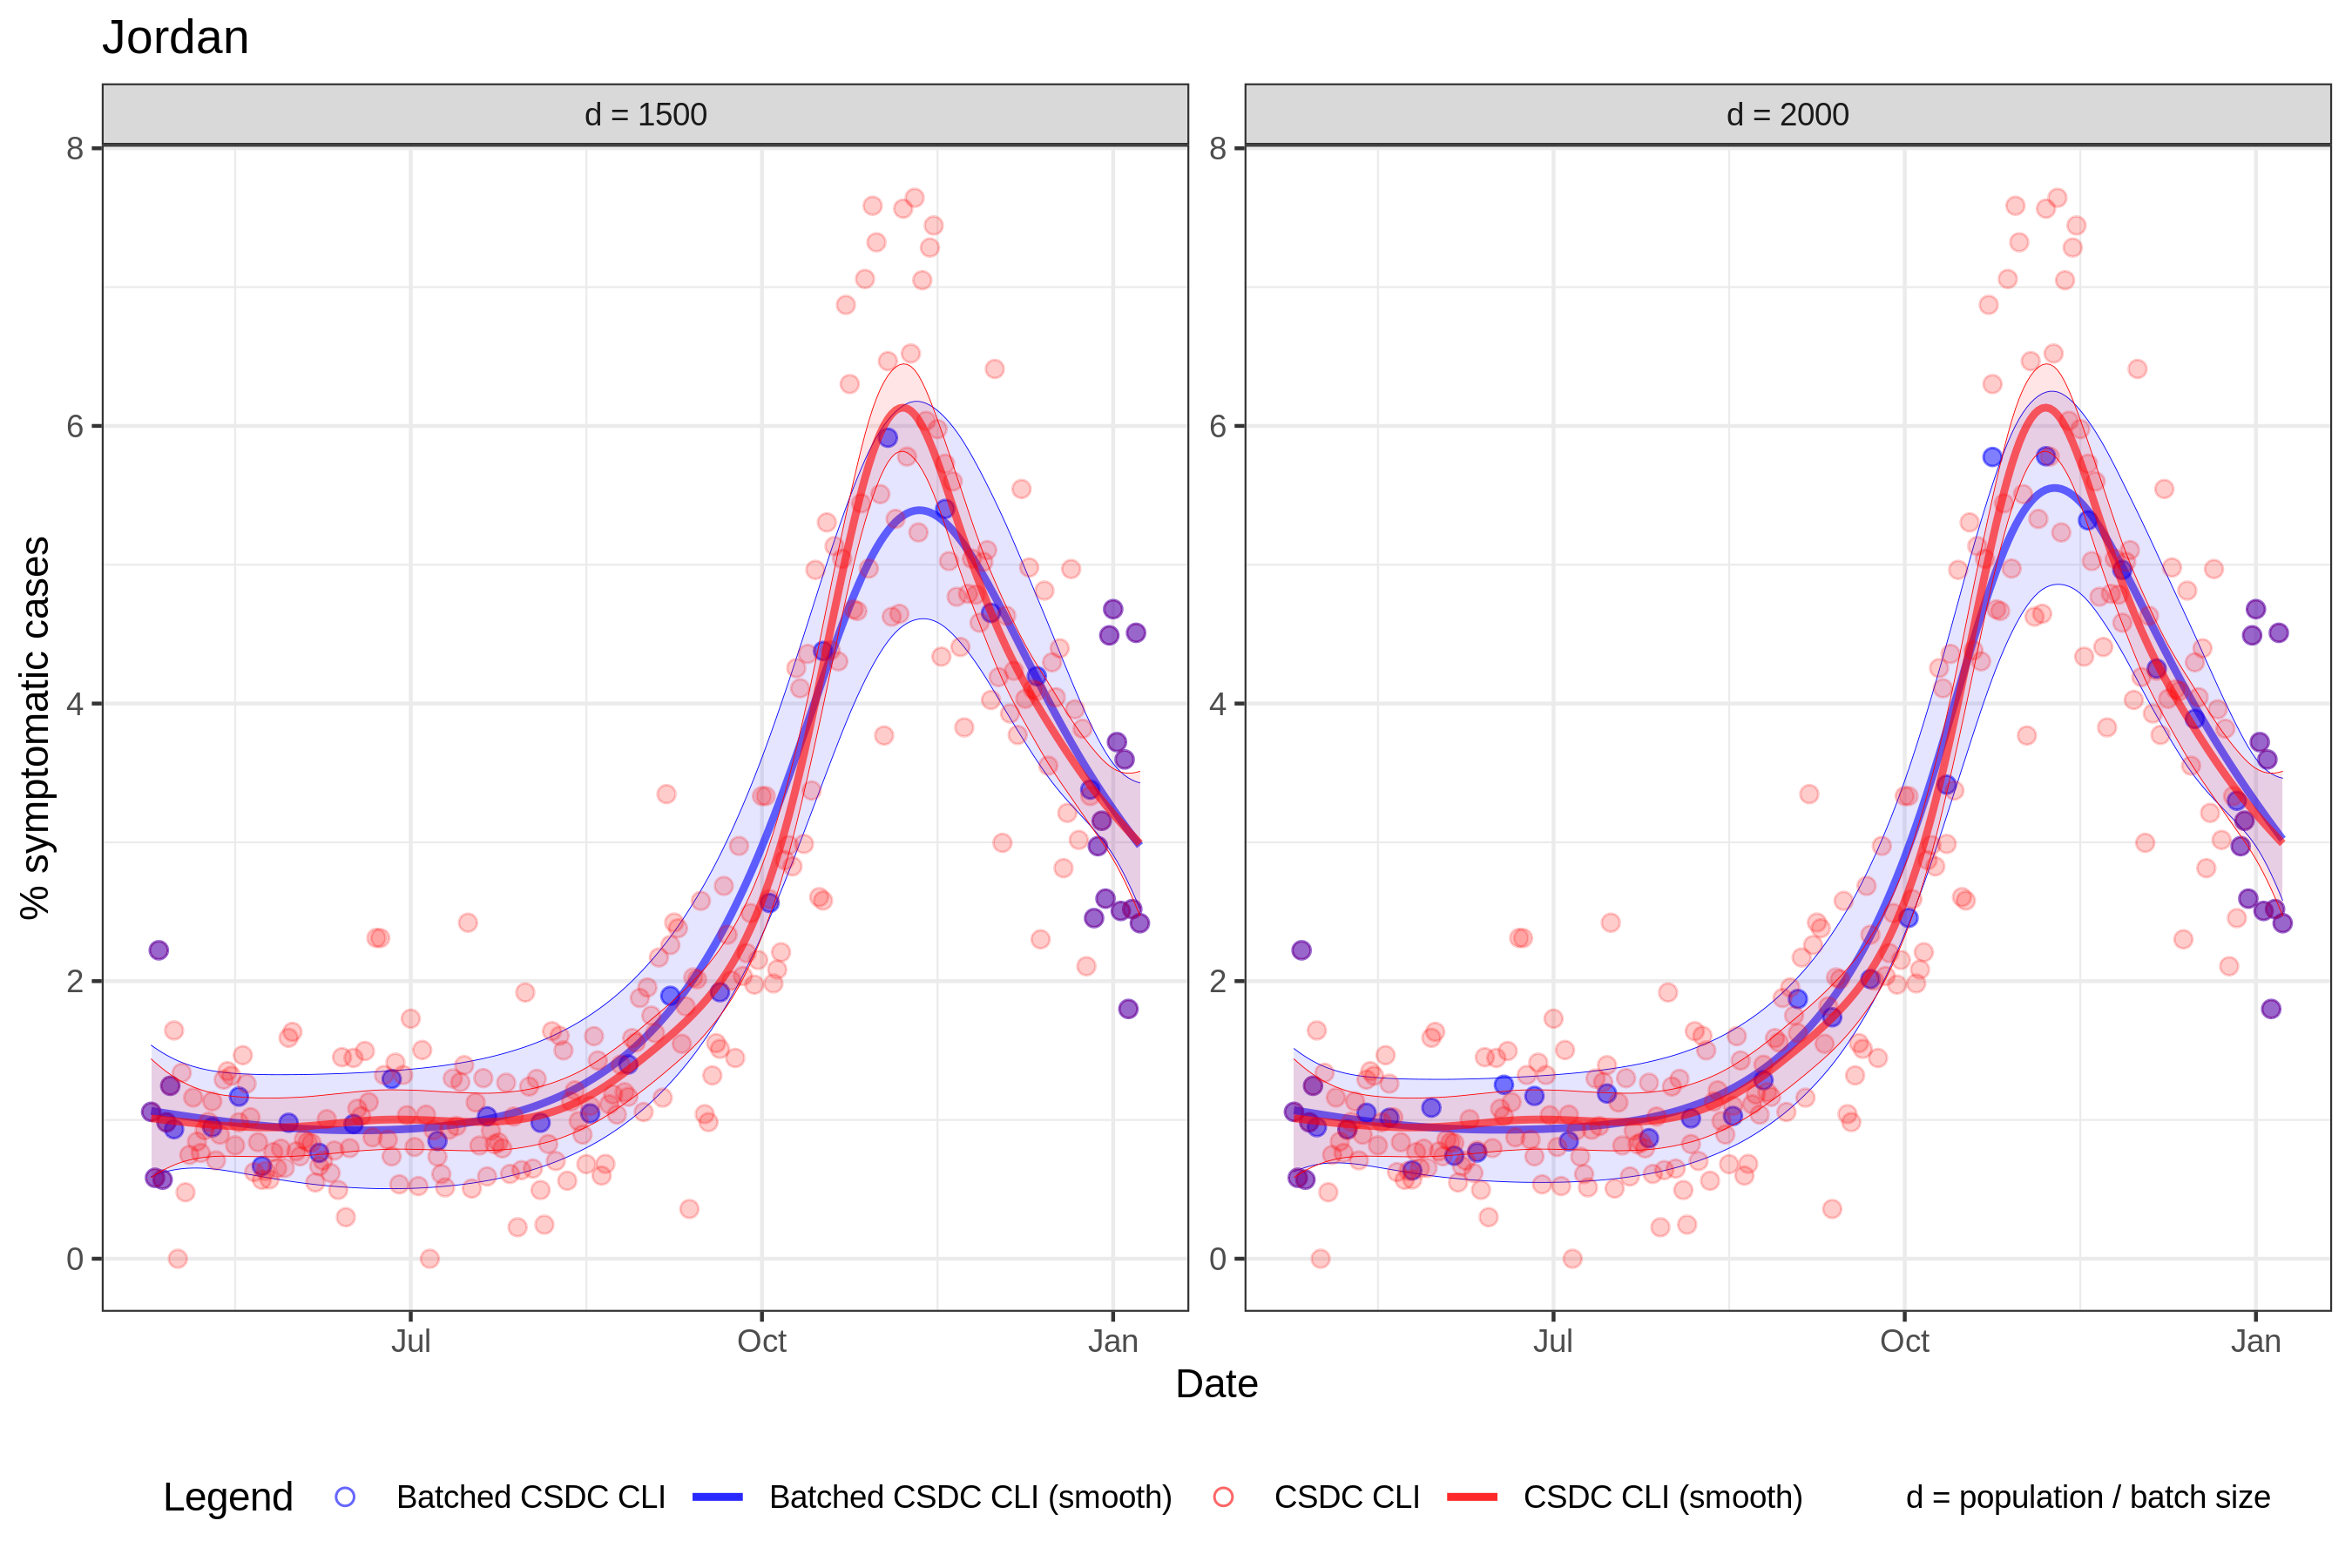 Jordan
d = 1500
d = 2000
% symptomatic cases
8
6
4
2
0
8
6
4
2
0
Jul
Oct
Jan
Jul
Oct
Jan
Date
Legend
Batched CSDC CLI
Batched CSDC CLI (smooth)
CSDC CLI
CSDC CLI (smooth)
d = population / batch size